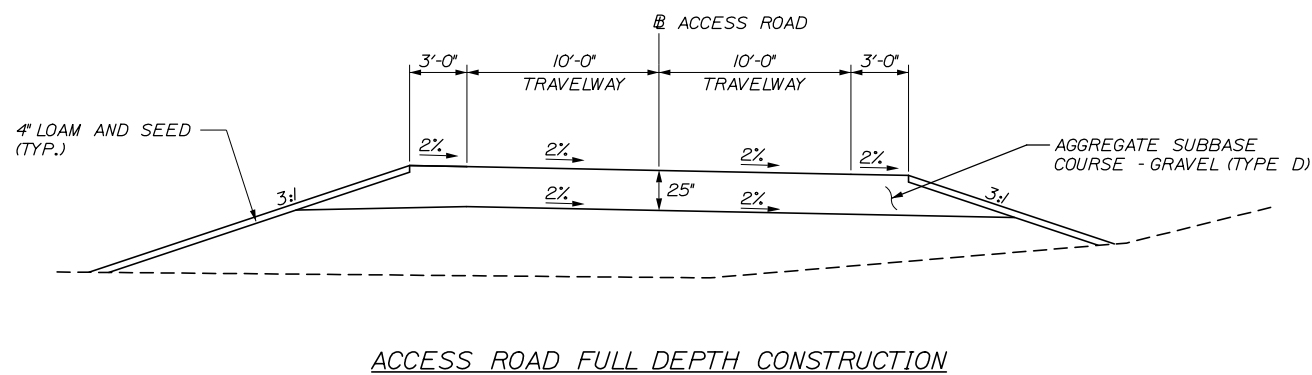 ℄ ACCESS ROAD
3'-0" 10'-0" 10'-0" 3'-0"
TRAVELWAY TRAVELWAY
4" LOAM AND SEED
(TYP.)
2% 2% 2% 2%
AGGREGATE SUBBASE
COURSE - GRAVEL (TYPE D)
3:1 2% 25" 2% 3:1
ACCESS ROAD FULL DEPTH CONSTRUCTION